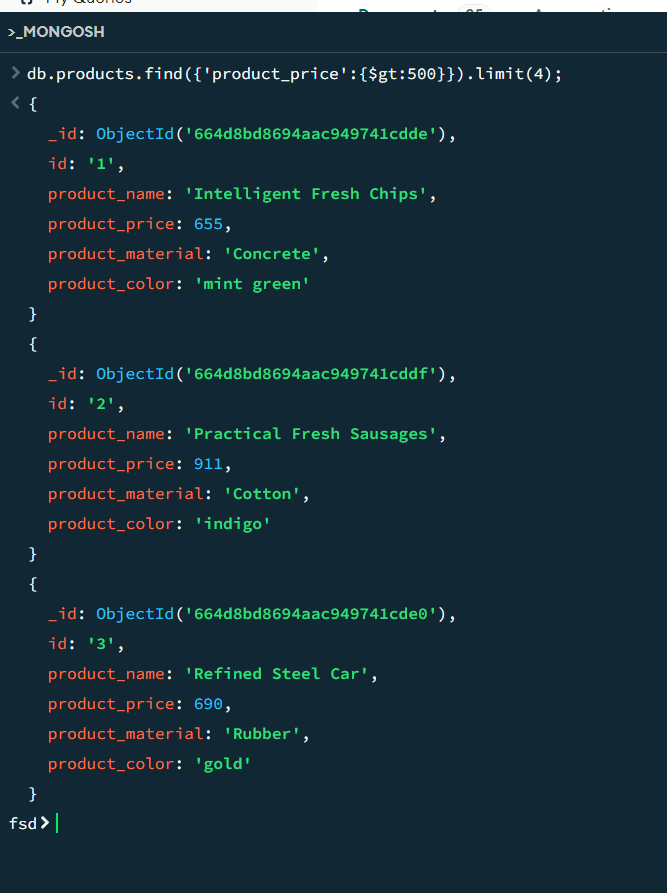 My Queries
>_MONGOSH
> db.products.find({'product_price':{$gt:500}}).limit(4);
< {
_id: ObjectId('664d8bd8694aac949741cdde'),
id: '1',
product_name: 'Intelligent Fresh Chips',
product_price: 655,
product_material: 'Concrete',
product_color: 'mint green'
}
{
_id: ObjectId('664d8bd8694aac949741cddf'),
id: '2',
product_name: 'Practical Fresh Sausages',
product_price: 911,
product_material: 'Cotton',
product_color: 'indigo'
}
{
_id: ObjectId('664d8bd8694aac949741cde0'),
id: '3',
product_name: 'Refined Steel Car',
product_price: 690,
product_material: 'Rubber',
product_color: 'gold'
}
fsd>